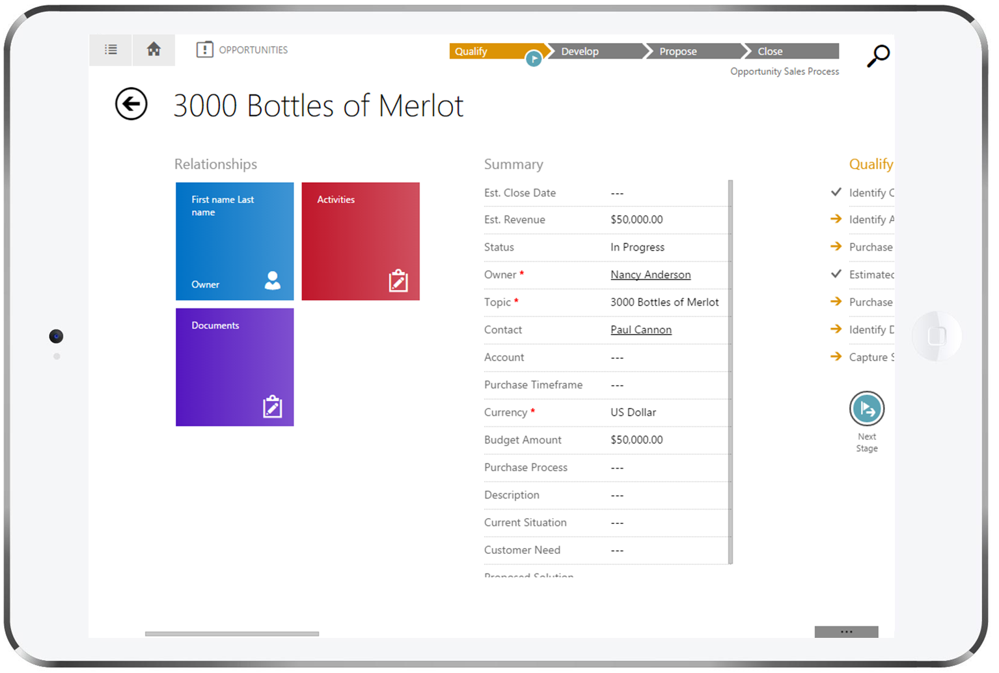 OPPORTUNITIES
Qualify
Develop
Propose
Close
Opportunity Sales Process
3000 Bottles of Merlot
Relationships
First name Last
name
Owner
Activities
Documents
Summary
Est. Close Date ---
Est. Revenue $50,000.00
Status In Progress
Owner * Nancy Anderson
Topic * 3000 Bottles of Merlot
Contact Paul Cannon
Account ---
Purchase Timeframe ---
Currency * US Dollar
Budget Amount $50,000.00
Purchase Process ---
Description ---
Current Situation ---
Customer Need ---
Proposed Solution
Qualify
Identify C
Identify A
Purchase
Estimated
Purchase
Identify D
Capture S
Next
Stage
...